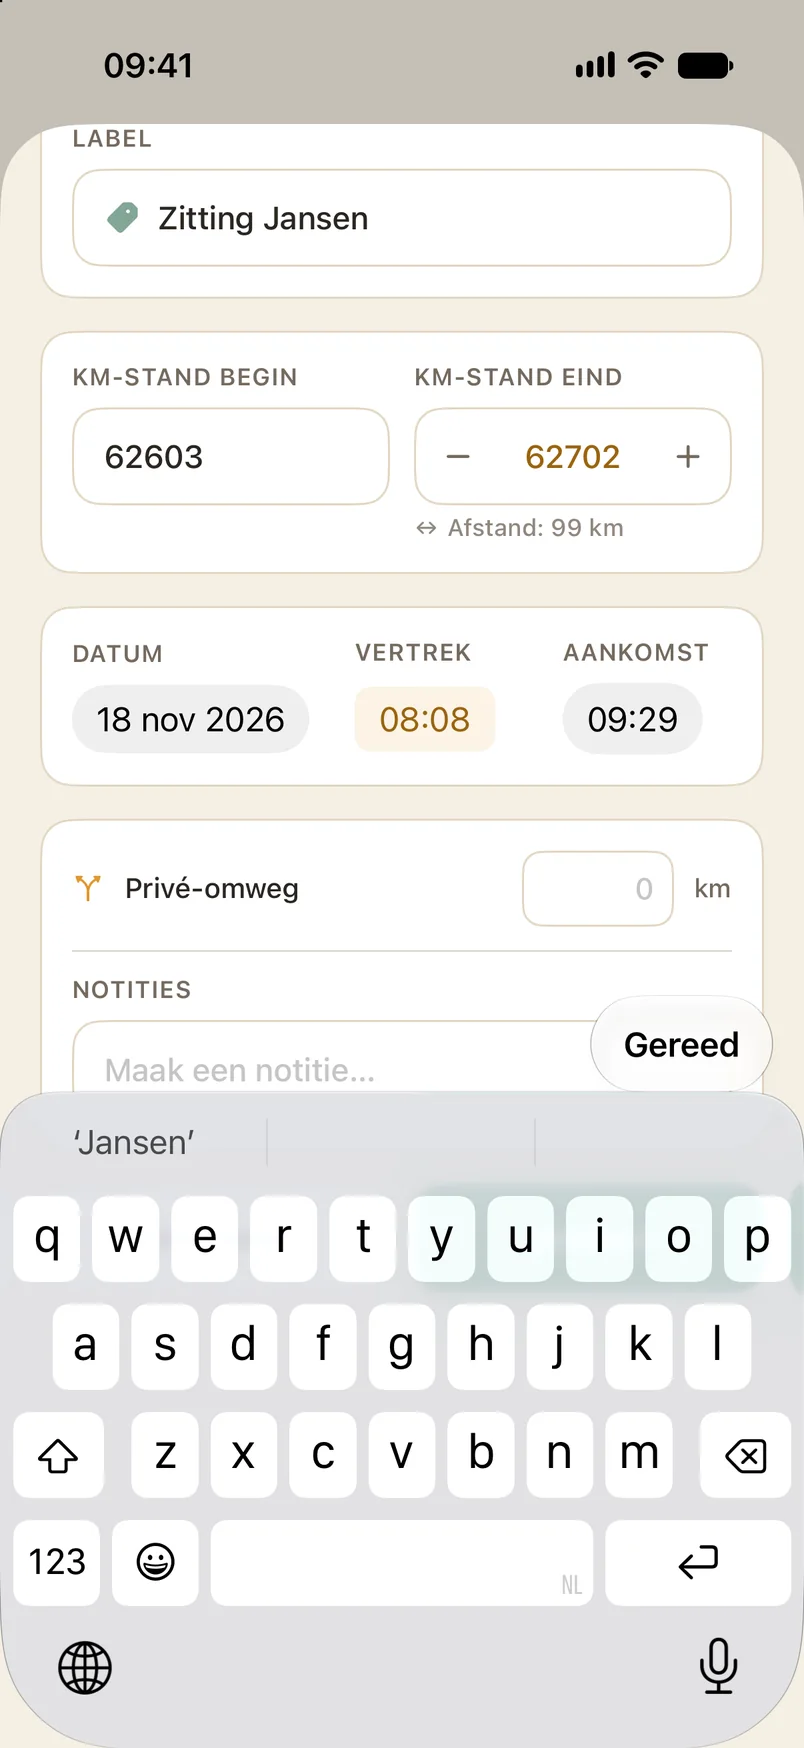 09:41
LABEL
Zitting Jansen
KM-STAND BEGIN
KM-STAND EIND
62603
− 62702 +
↔ Afstand: 99 km
DATUM
VERTREK
AANKOMST
18 nov 2026
08:08
09:29
Privé-omweg
0 km
NOTITIES
Maak een notitie...
Gereed
‘Jansen’
q w e r t y u i o p
a s d f g h j k l
z x c v b n m
123
NL